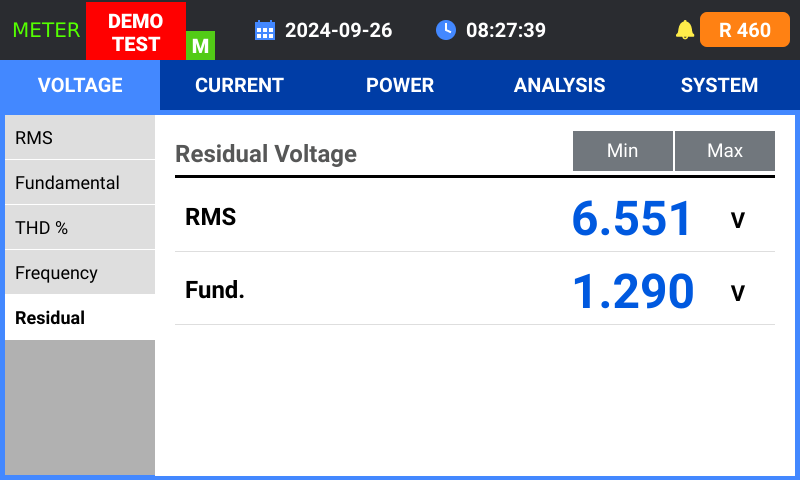 METER
DEMO
TEST
M
2024-09-26
08:27:39
R 460
VOLTAGE
CURRENT
POWER
ANALYSIS
SYSTEM
RMS
Fundamental
THD %
Frequency
Residual
Residual Voltage
Min
Max
RMS
6.551 V
Fund.
1.290 V